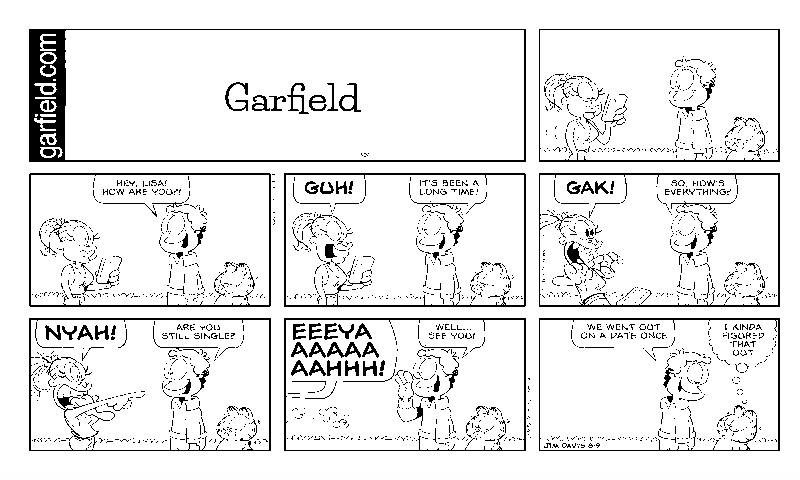 garfield.com
Garfield
HEY, LISA!
HOW ARE YOU?!
GUH!
IT'S BEEN A
LONG TIME!
GAK!
SO, HOW'S
EVERYTHING?
NYAH!
ARE YOU
STILL SINGLE?
EEEYA
AAAAA
AAHHH!
WELL...
SEE YOU!
WE WENT OUT
ON A DATE ONCE
I KINDA
FIGURED
THAT
OUT
JIM DAVIS 8-9